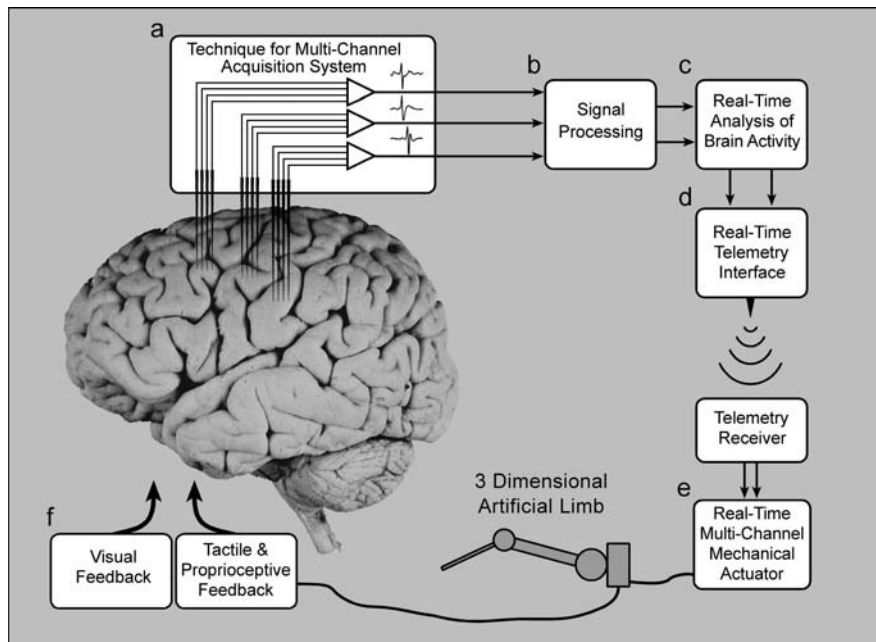 a
Technique for Multi-Channel
Acquisition System
b
Signal
Processing
c
Real-Time
Analysis of
Brain Activity
d
Real-Time
Telemetry
Interface
Telemetry
Receiver
e
Real-Time
Multi-Channel
Mechanical
Actuator
3 Dimensional
Artificial Limb
f
Visual
Feedback
Tactile &
Proprioceptive
Feedback